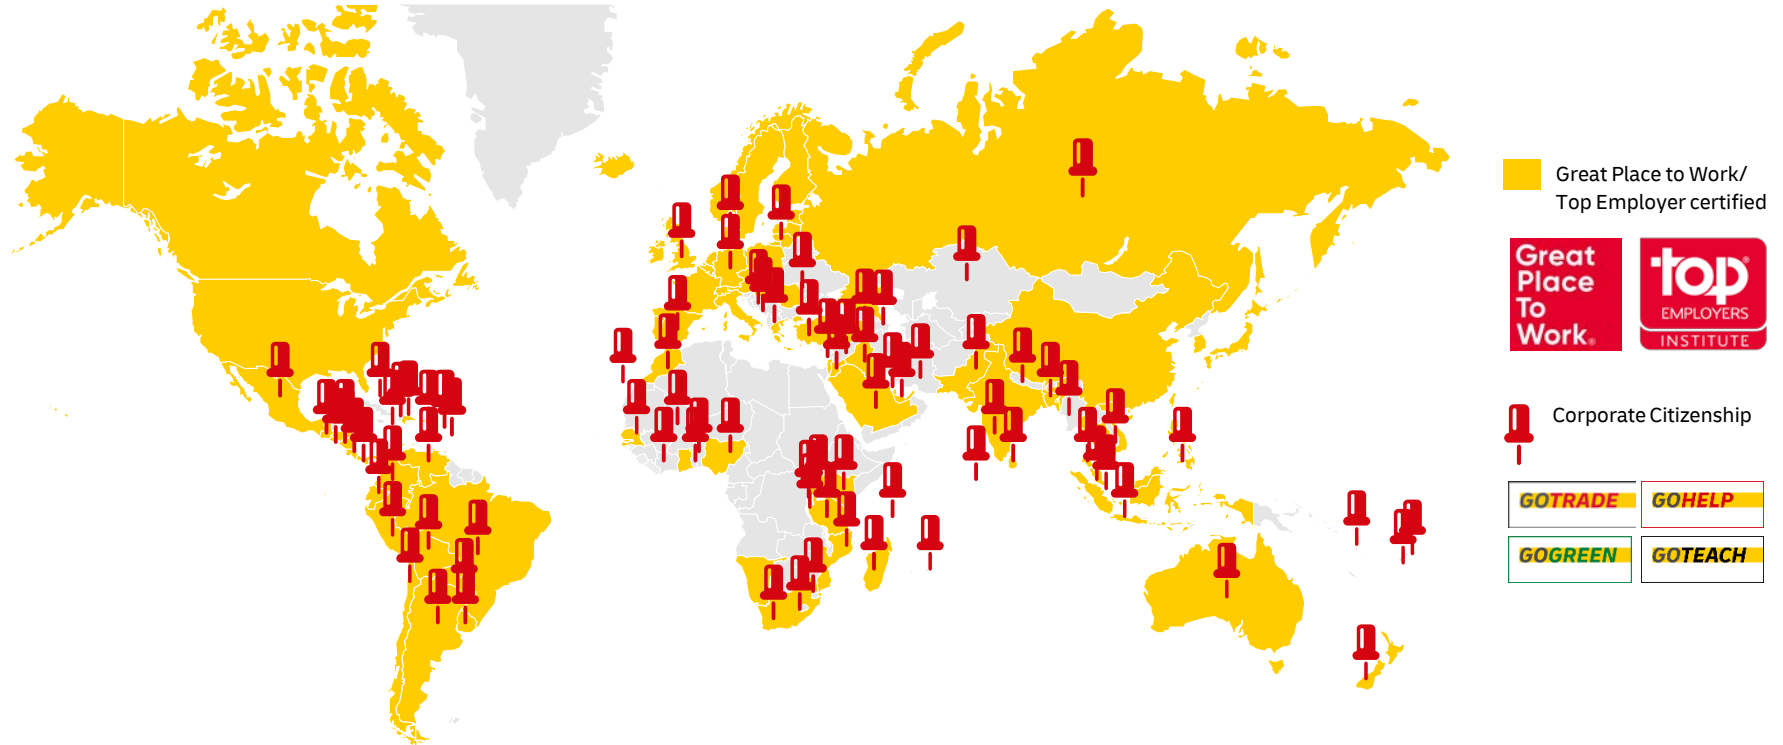 Great Place to Work/
Top Employer certified
Great
Place
To
Work®
top®
EMPLOYERS
INSTITUTE
Corporate Citizenship
GOTRADE
GOHELP
GOGREEN
GOTEACH